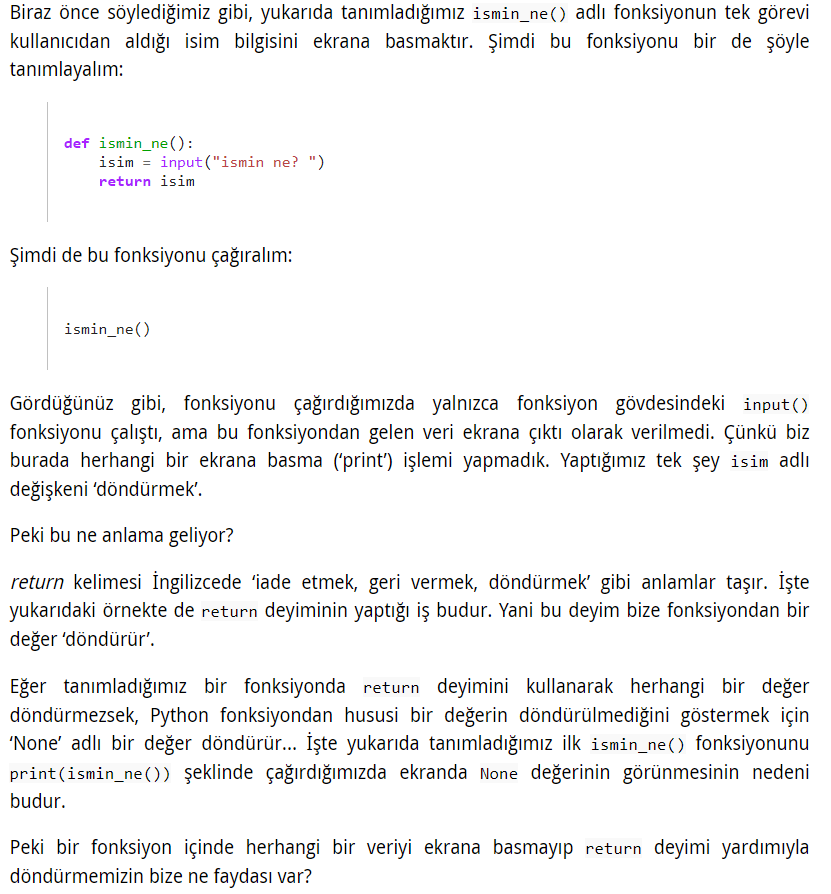 Biraz önce söylediğimiz gibi, yukarıda tanımladığımız ismin_ne() adlı fonksiyonun tek görevi
kullanıcıdan aldığı isim bilgisini ekrana basmaktır. Şimdi bu fonksiyonu bir de şöyle
tanımlayalım:
def ismin_ne():
    isim = input("ismin ne? ")
    return isim
Şimdi de bu fonksiyonu çağıralım:
ismin_ne()
Gördüğünüz gibi, fonksiyonu çağırdığımızda yalnızca fonksiyon gövdesindeki input()
fonksiyonu çalıştı, ama bu fonksiyondan gelen veri ekrana çıktı olarak verilmedi. Çünkü biz
burada herhangi bir ekrana basma (‘print’) işlemi yapmadık. Yaptığımız tek şey isim adlı
değişkeni ‘döndürmek’.
Peki bu ne anlama geliyor?
return kelimesi İngilizcede ‘iade etmek, geri vermek, döndürmek’ gibi anlamlar taşır. İşte
yukarıdaki örnekte de return deyiminin yaptığı iş budur. Yani bu deyim bize fonksiyondan bir
değer ‘döndürür’.
Eğer tanımladığımız bir fonksiyonda return deyimini kullanarak herhangi bir değer
döndürmezsek, Python fonksiyondan hususi bir değerin döndürülmediğini göstermek için
‘None’ adlı bir değer döndürür... İşte yukarıda tanımladığımız ilk ismin_ne() fonksiyonunu
print(ismin_ne()) şeklinde çağırdığımızda ekranda None değerinin görünmesinin nedeni
budur.
Peki bir fonksiyon içinde herhangi bir veriyi ekrana basmayıp return deyimi yardımıyla
döndürmemizin bize ne faydası var?